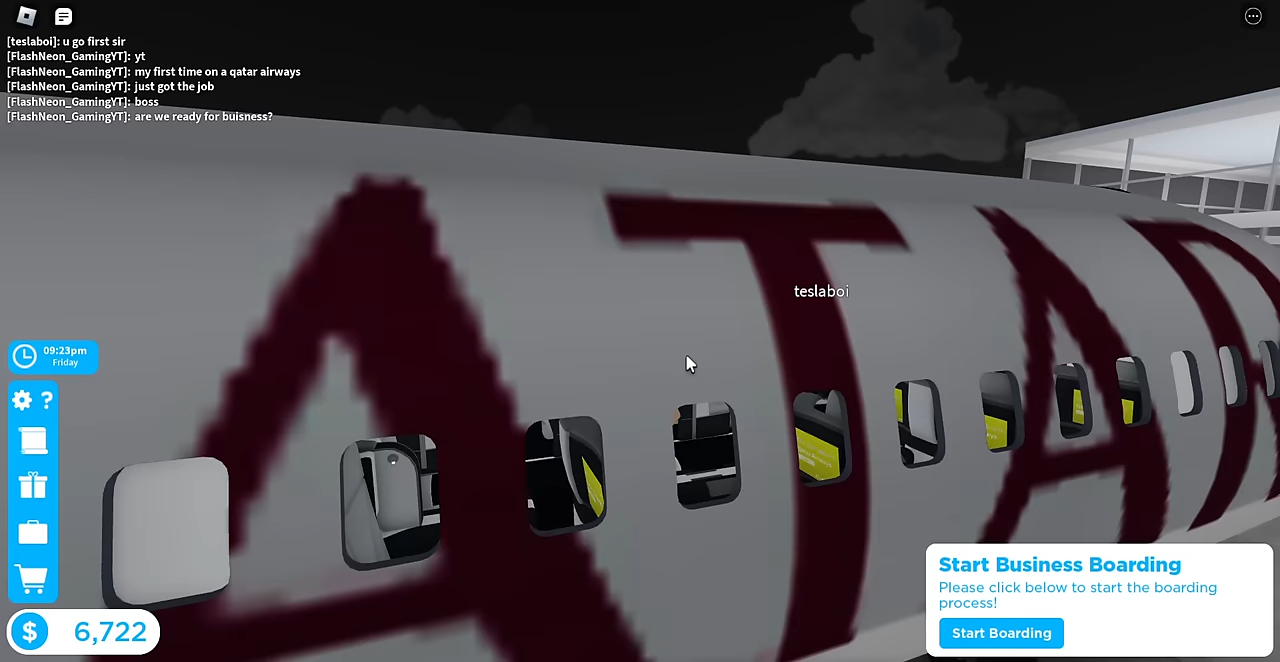 [teslaboi]: u go first sir
[FlashNeon_GamingYT]: yt
[FlashNeon_GamingYT]: my first time on a qatar airways
[FlashNeon_GamingYT]: just got the job
[FlashNeon_GamingYT]: boss
[FlashNeon_GamingYT]: are we ready for buisness?
ATAR
teslaboi
09:23pm
Friday
?
$ 6,722
Start Business Boarding
Please click below to start the boarding
process!
Start Boarding